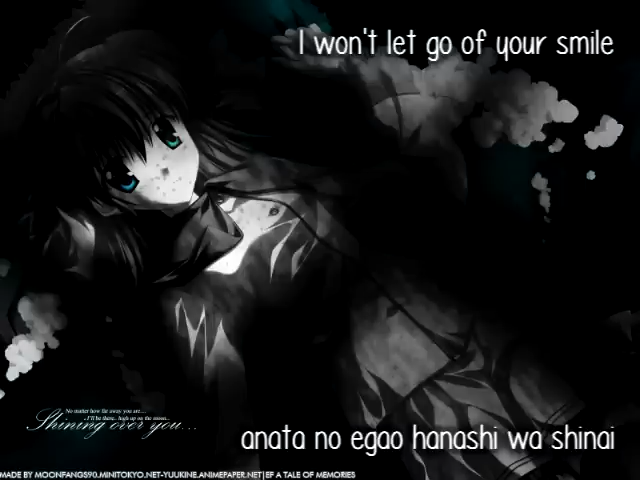 I won't let go of your smile
No matter how far away you are...
I'll be there.. high up on the moon..
Shining over you...
anata no egao hanashi wa shinai
MADE BY MOONFANGS90.MINITOKYO.NET-YUUKINE.ANIMEPAPER.NET|EF A TALE OF MEMORIES